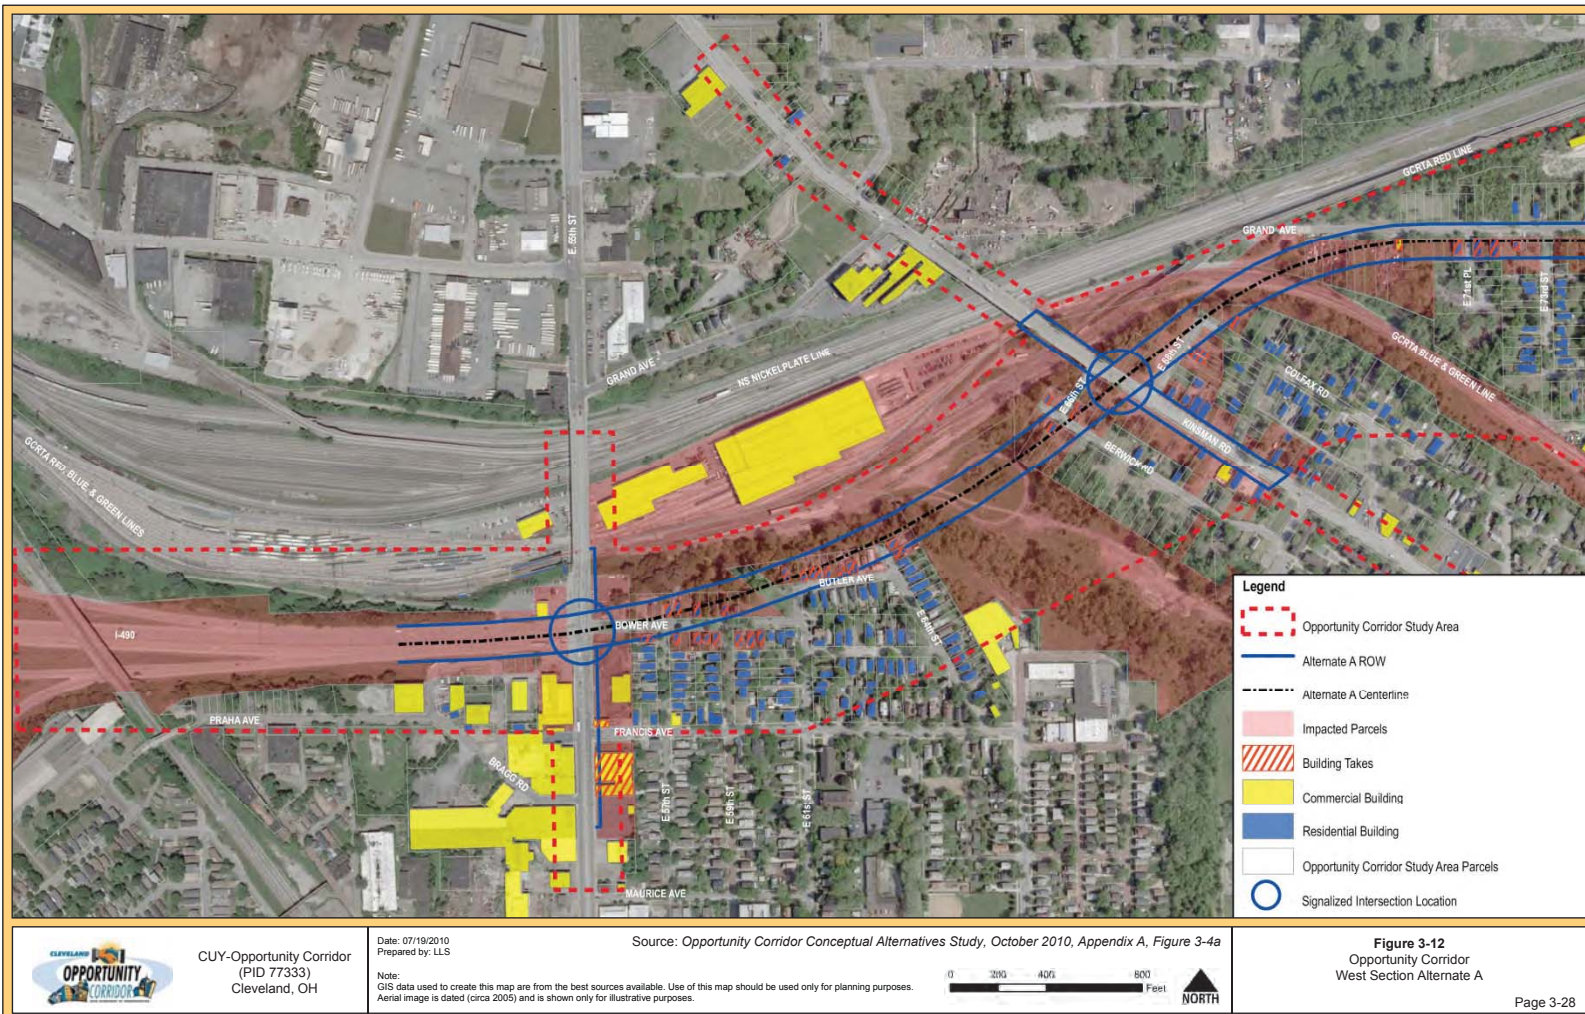 E. 55th ST
GCRTA RED LINE
GRAND AVE
E 71st PL
E 73rd ST
GRAND AVE
NS NICKELPLATE LINE
E 68th ST
GCRTA BLUE & GREEN LINE
COLFAX RD
E 66th ST
KINSMAN RD
BERWICK RD
GCRTA RED, BLUE, & GREEN LINES
BUTLER AVE
E 64th ST
I-490
BOWER AVE
PRAHA AVE
FRANCIS AVE
BRAGG RD
E 57th ST
E 59th ST
E 61st ST
MAURICE AVE
Legend
Opportunity Corridor Study Area
Alternate A ROW
Alternate A Centerline
Impacted Parcels
Building Takes
Commercial Building
Residential Building
Opportunity Corridor Study Area Parcels
Signalized Intersection Location
CLEVELAND
OPPORTUNITY
CORRIDOR
CUY-Opportunity Corridor
(PID 77333)
Cleveland, OH
Date: 07/19/2010
Prepared by: LLS
Note:
GIS data used to create this map are from the best sources available. Use of this map should be used only for planning purposes.
Aerial image is dated (circa 2005) and is shown only for illustrative purposes.
Source: Opportunity Corridor Conceptual Alternatives Study, October 2010, Appendix A, Figure 3-4a
0 200 400 800
Feet
NORTH
Figure 3-12
Opportunity Corridor
West Section Alternate A
Page 3-28